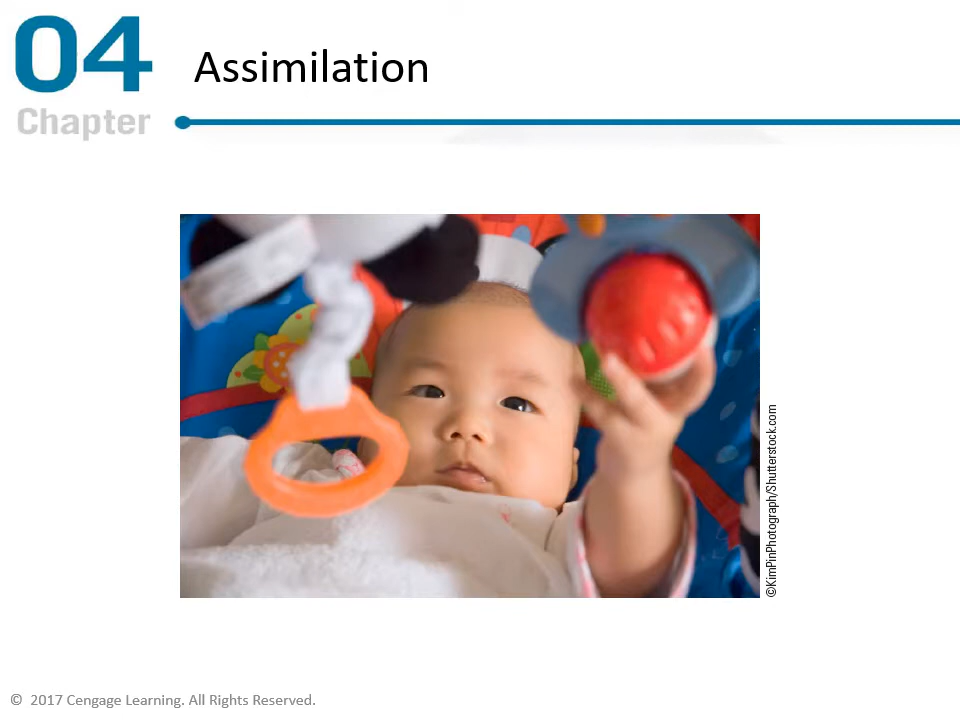 04
Chapter
Assimilation
©KimPinPhotograph/Shutterstock.com
© 2017 Cengage Learning. All Rights Reserved.